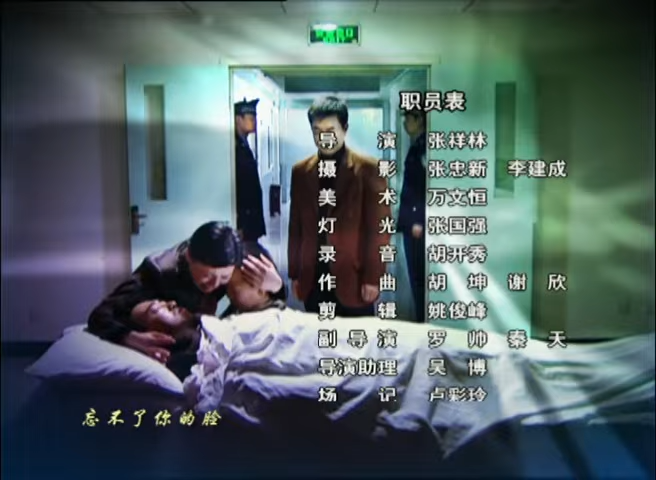 职员表
导演 张祥林
摄影 张忠新 李建成
美术 万文恒
灯光 张国强
录音 胡开秀
作曲 胡坤 谢欣
剪辑 姚俊峰
副导演 罗帅 秦天
导演助理 吴博
场记 卢彩玲
忘不了你的脸